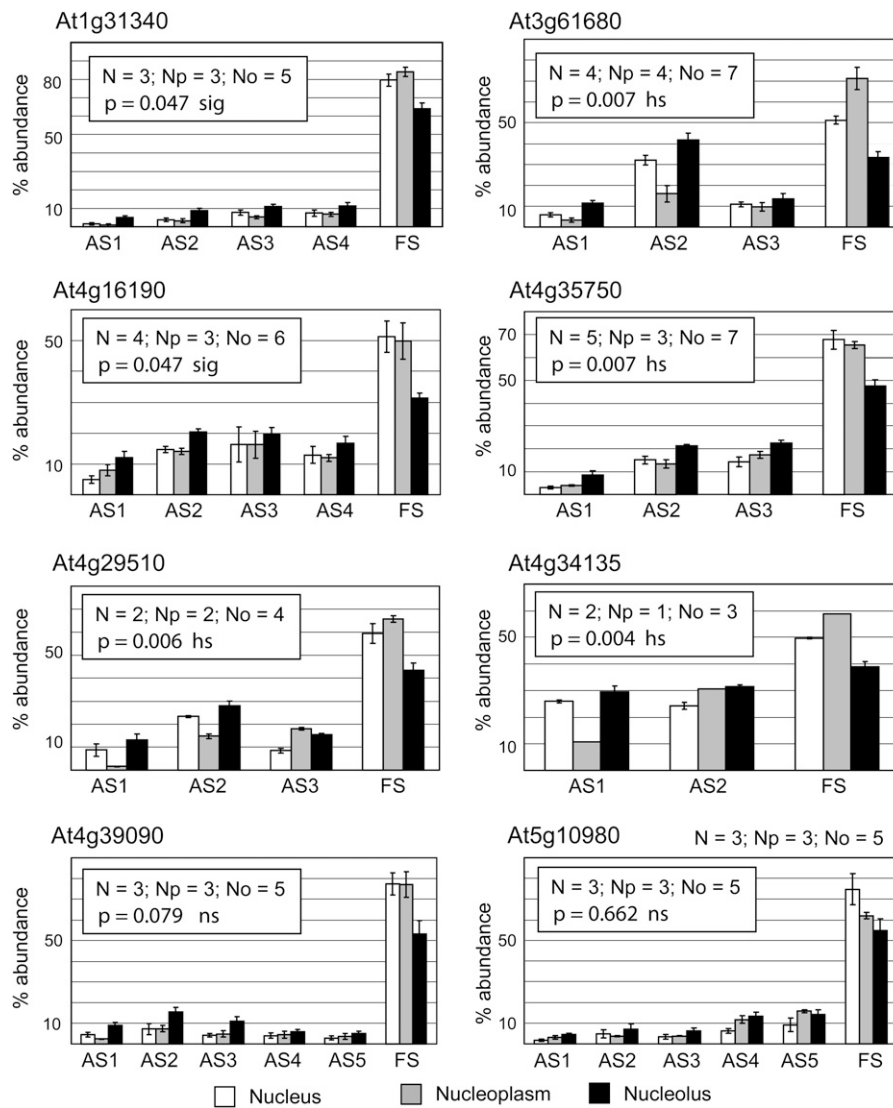 At1g31340
% abundance
80
50
10
N = 3; Np = 3; No = 5
p = 0.047 sig
AS1 AS2 AS3 AS4 FS
At3g61680
% abundance
50
10
N = 4; Np = 4; No = 7
p = 0.007 hs
AS1 AS2 AS3 FS
At4g16190
% abundance
50
10
N = 4; Np = 3; No = 6
p = 0.047 sig
AS1 AS2 AS3 AS4 FS
At4g35750
% abundance
70
50
10
N = 5; Np = 3; No = 7
p = 0.007 hs
AS1 AS2 AS3 FS
At4g29510
% abundance
50
10
N = 2; Np = 2; No = 4
p = 0.006 hs
AS1 AS2 AS3 FS
At4g34135
% abundance
50
10
N = 2; Np = 1; No = 3
p = 0.004 hs
AS1 AS2 FS
At4g39090
% abundance
50
10
N = 3; Np = 3; No = 5
p = 0.079 ns
AS1 AS2 AS3 AS4 AS5 FS
At5g10980
N = 3; Np = 3; No = 5
% abundance
50
10
N = 3; Np = 3; No = 5
p = 0.662 ns
AS1 AS2 AS3 AS4 AS5 FS
Nucleus Nucleoplasm Nucleolus